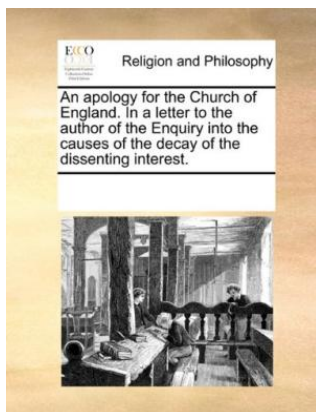 ECCO
Religion and Philosophy
An apology for the Church of
England. In a letter to the
author of the Enquiry into the
causes of the decay of the
dissenting interest.